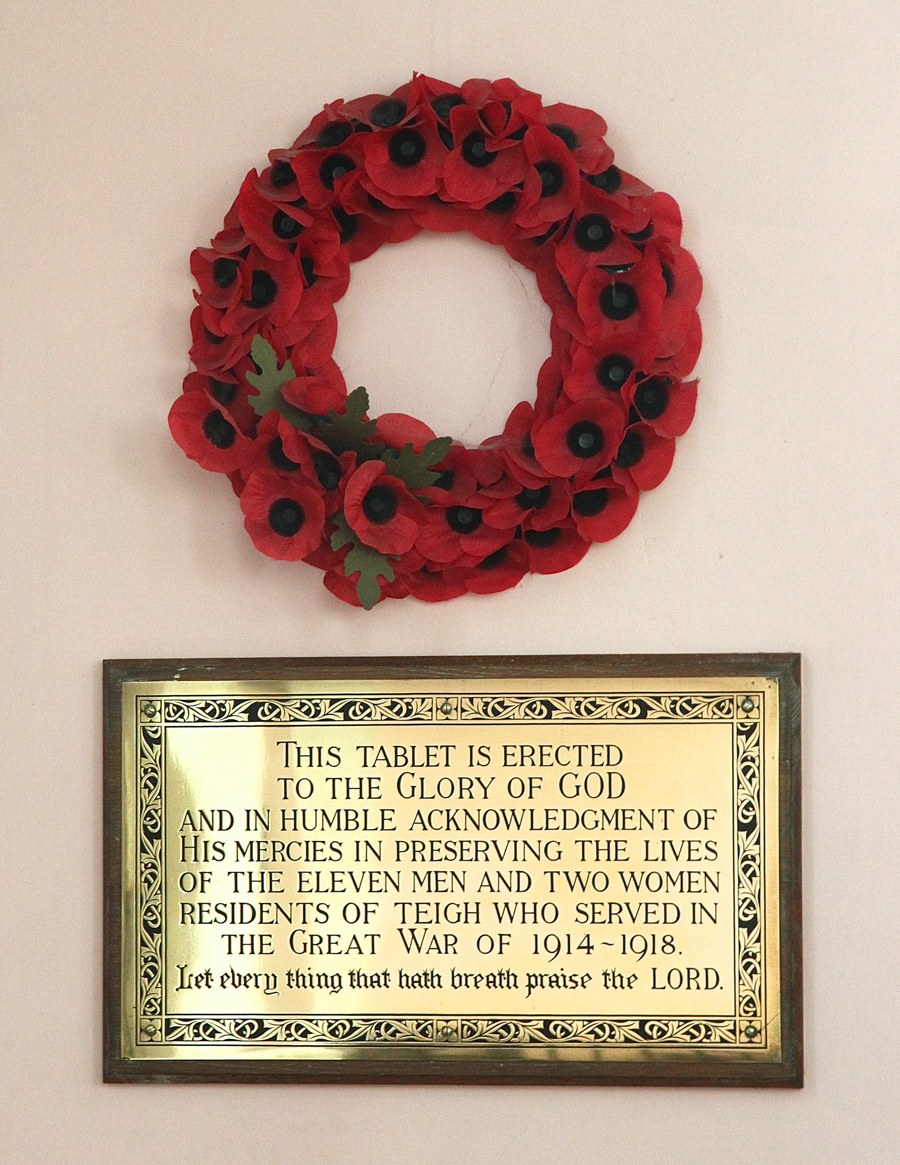 THIS TABLET IS ERECTED
TO THE GLORY OF GOD
AND IN HUMBLE ACKNOWLEDGMENT OF
HIS MERCIES IN PRESERVING THE LIVES
OF THE ELEVEN MEN AND TWO WOMEN
RESIDENTS OF TEIGH WHO SERVED IN
THE GREAT WAR OF 1914~1918.
Let every thing that hath breath praise the LORD.